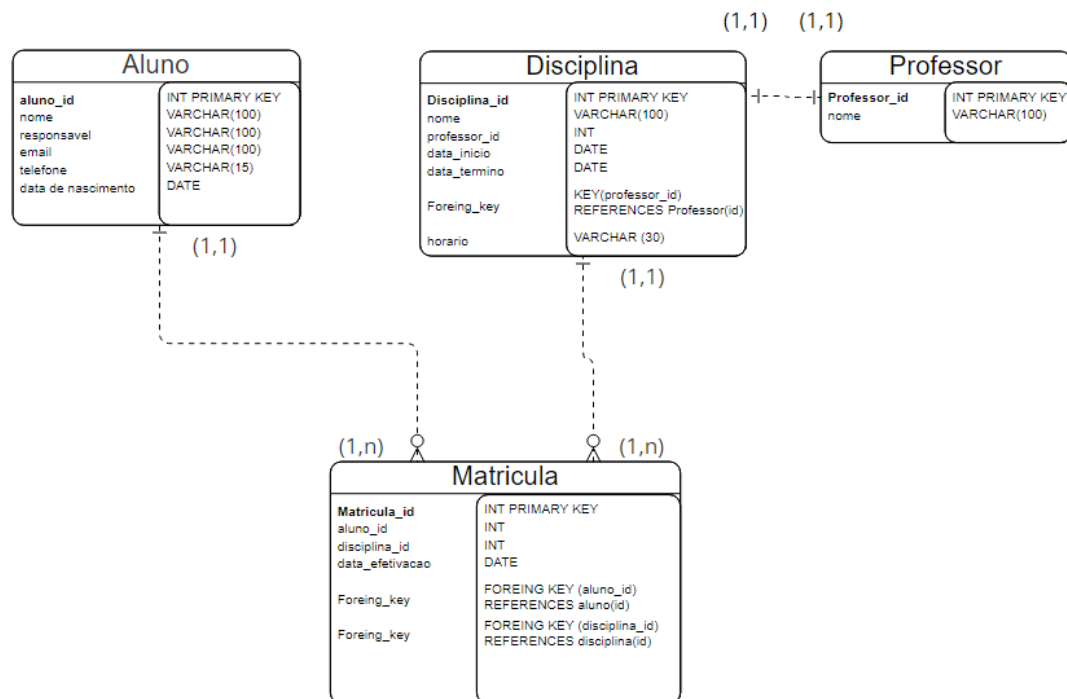 (1,1) (1,1)
Aluno
aluno_id INT PRIMARY KEY
nome VARCHAR(100)
responsavel VARCHAR(100)
email VARCHAR(100)
telefone VARCHAR(15)
data de nascimento DATE
(1,1)
Disciplina
Disciplina_id INT PRIMARY KEY
nome VARCHAR(100)
professor_id INT
data_inicio DATE
data_termino DATE
Foreing_key KEY(professor_id)
REFERENCES Professor(id)
horario VARCHAR (30)
(1,1)
Professor
Professor_id INT PRIMARY KEY
nome VARCHAR(100)
(1,n) (1,n)
Matricula
Matricula_id INT PRIMARY KEY
aluno_id INT
disciplina_id INT
data_efetivacao DATE
Foreing_key FOREING KEY (aluno_id)
REFERENCES aluno(id)
Foreing_key FOREING KEY (disciplina_id)
REFERENCES disciplina(id)